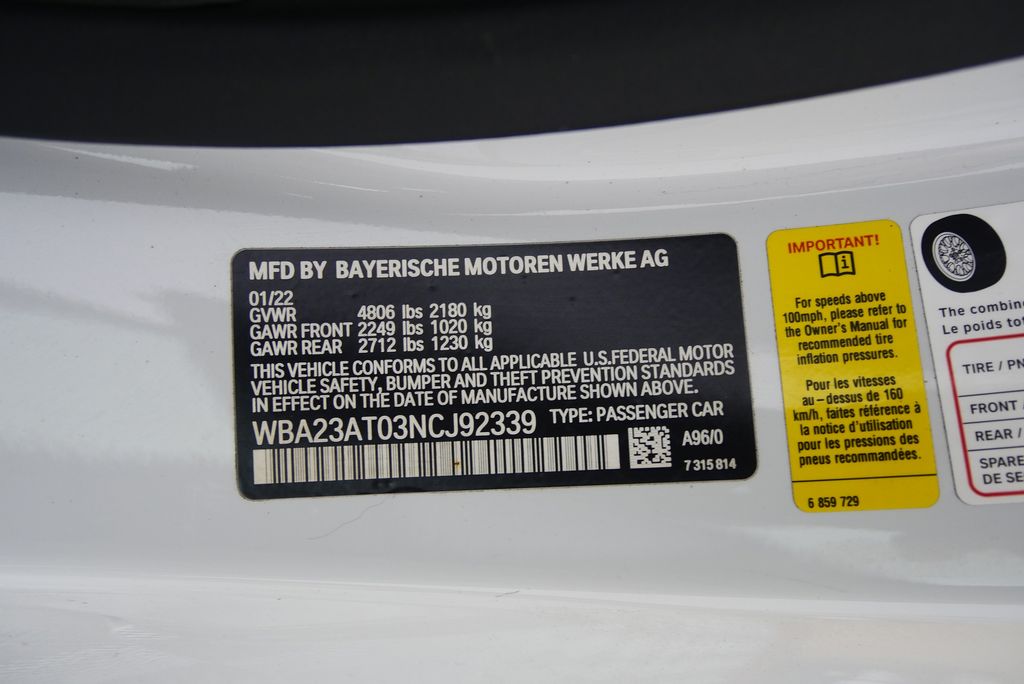 MFD BY BAYERISCHE MOTOREN WERKE AG
01/22
GVWR 4806 lbs 2180 kg
GAWR FRONT 2249 lbs 1020 kg
GAWR REAR 2712 lbs 1230 kg
THIS VEHICLE CONFORMS TO ALL APPLICABLE U.S.FEDERAL MOTOR
VEHICLE SAFETY, BUMPER AND THEFT PREVENTION STANDARDS
IN EFFECT ON THE DATE OF MANUFACTURE SHOWN ABOVE.
WBA23AT03NCJ92339 TYPE: PASSENGER CAR
A96/0
7 315 814
IMPORTANT!
For speeds above
100mph, please refer to
the Owner's Manual for
recommended tire
inflation pressures.
Pour les vitesses
au – dessus de 160
km/h, faites référence à
la notice d'utilisation
pour les pressions des
pneus recommandées.
6 859 729
The combin
Le poids tot
TIRE / PN
FRONT
REAR /
SPARE
DE SE